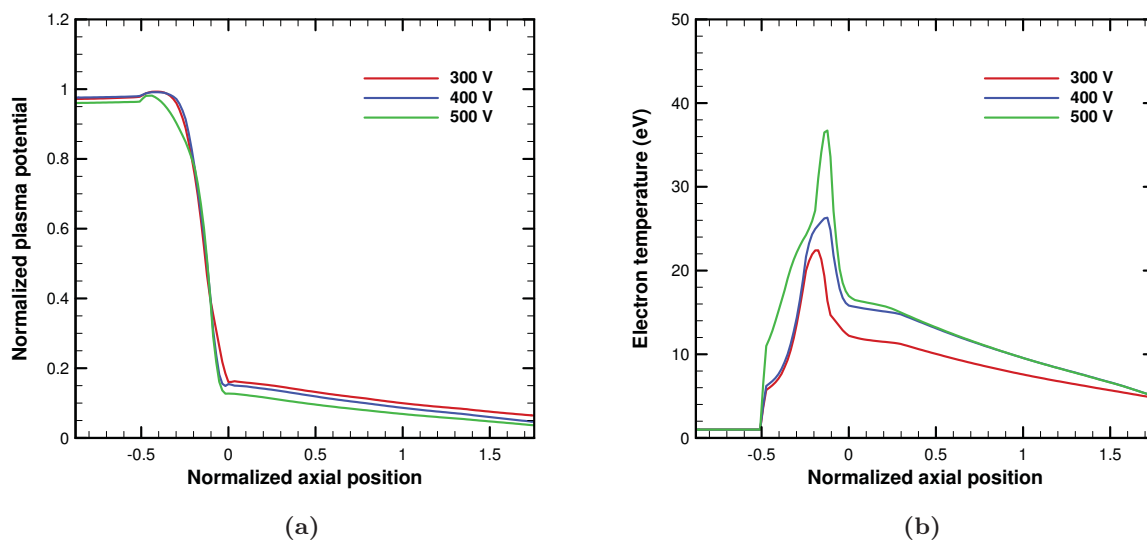 1.2
1
0.8
0.6
0.4
0.2
0
-0.5
0
0.5
1
1.5
Normalized plasma potential
Normalized axial position
300 V
400 V
500 V
(a)
50
40
30
20
10
0
-0.5
0
0.5
1
1.5
Electron temperature (eV)
Normalized axial position
300 V
400 V
500 V
(b)